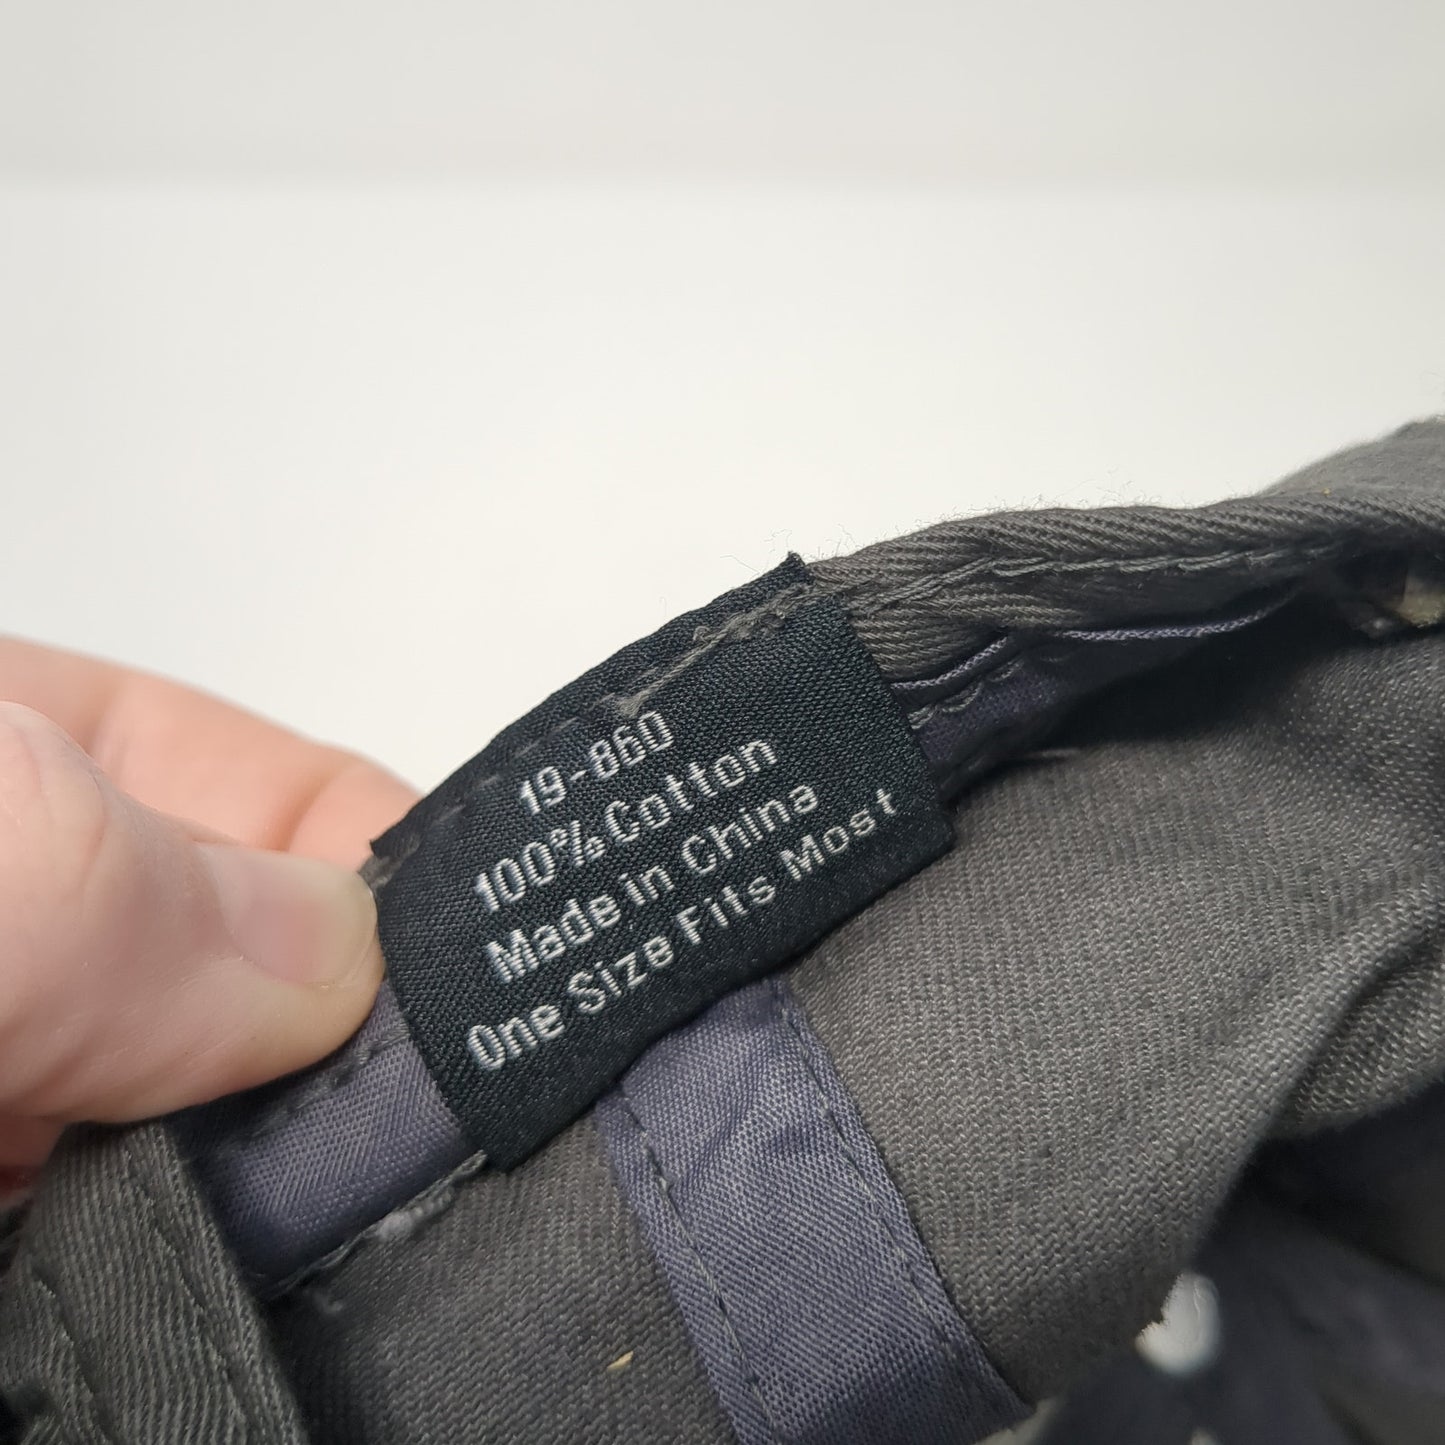 19-860
100% Cotton
Made in China
One Size Fits Most